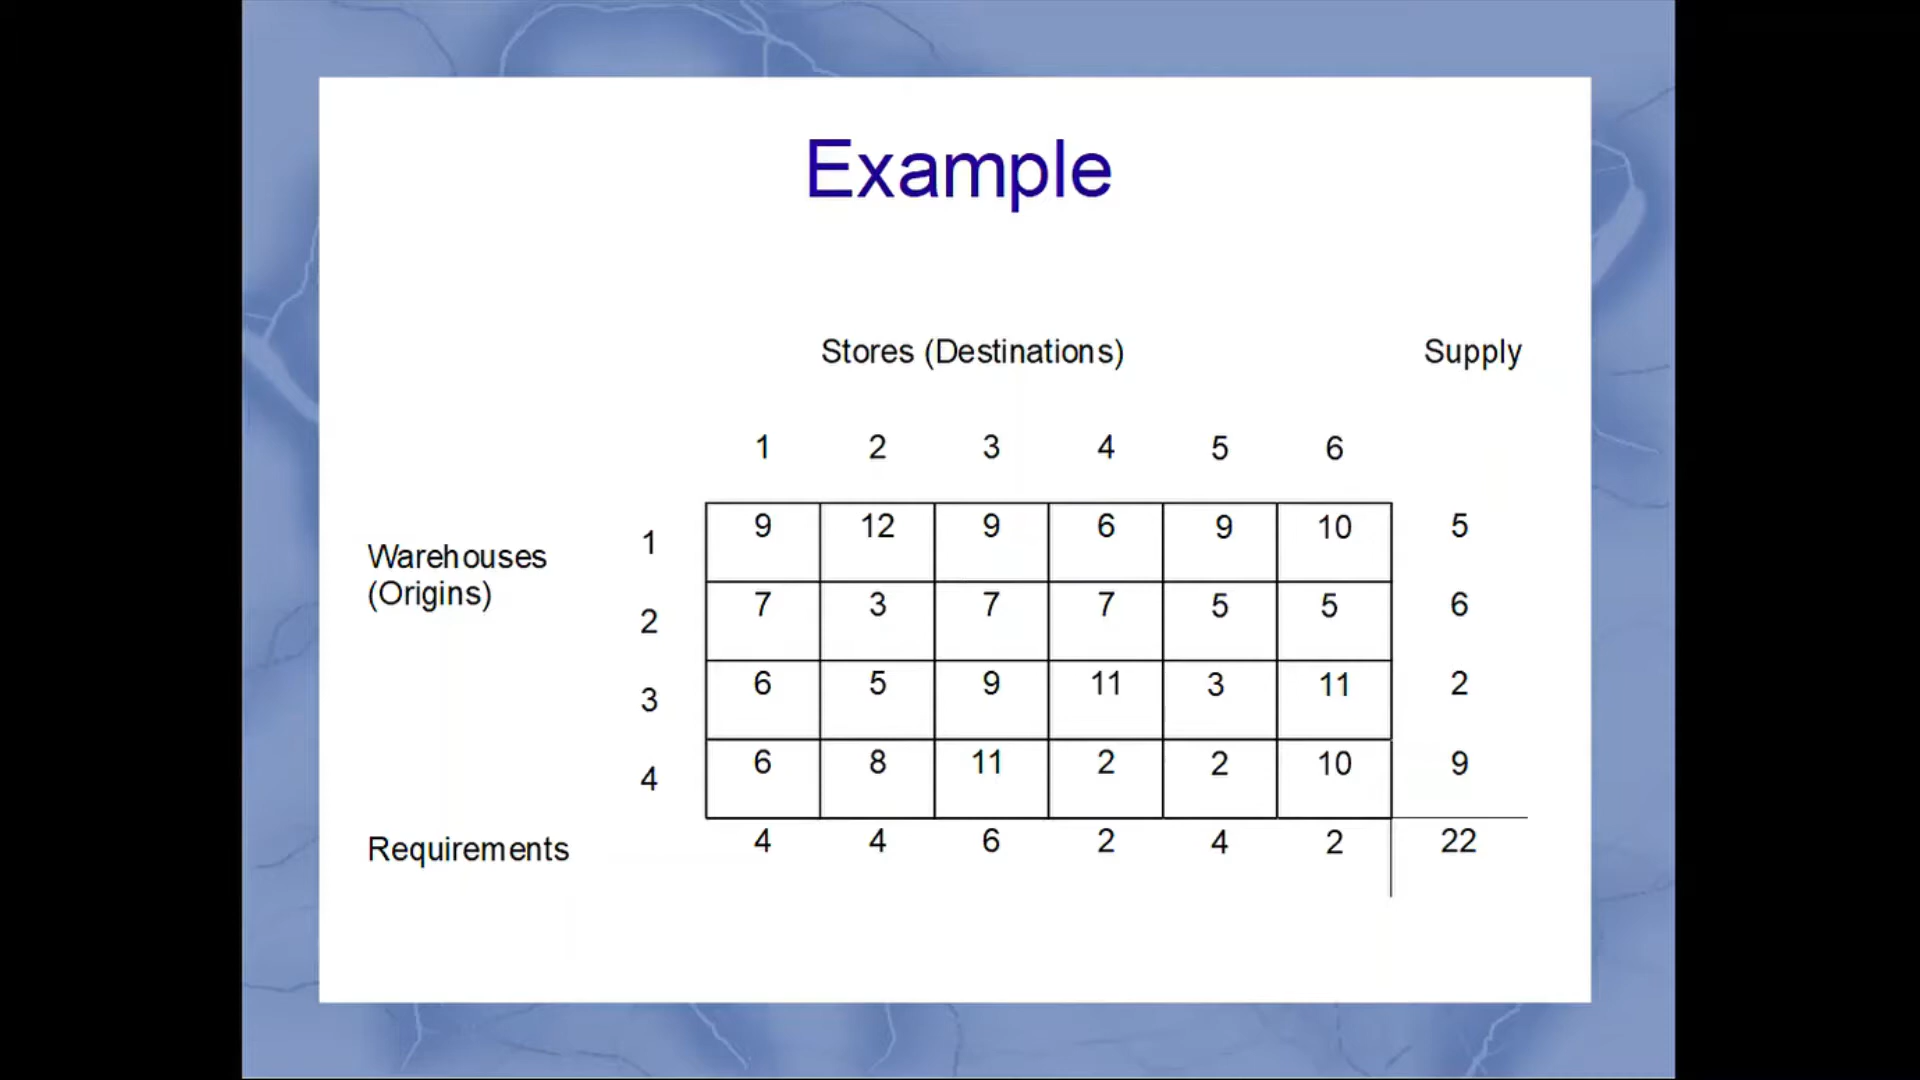 Example
Stores (Destinations) Supply
1 2 3 4 5 6
Warehouses
(Origins)
1 9 12 9 6 9 10 5
2 7 3 7 7 5 5 6
3 6 5 9 11 3 11 2
4 6 8 11 2 2 10 9
Requirements 4 4 6 2 4 2 22